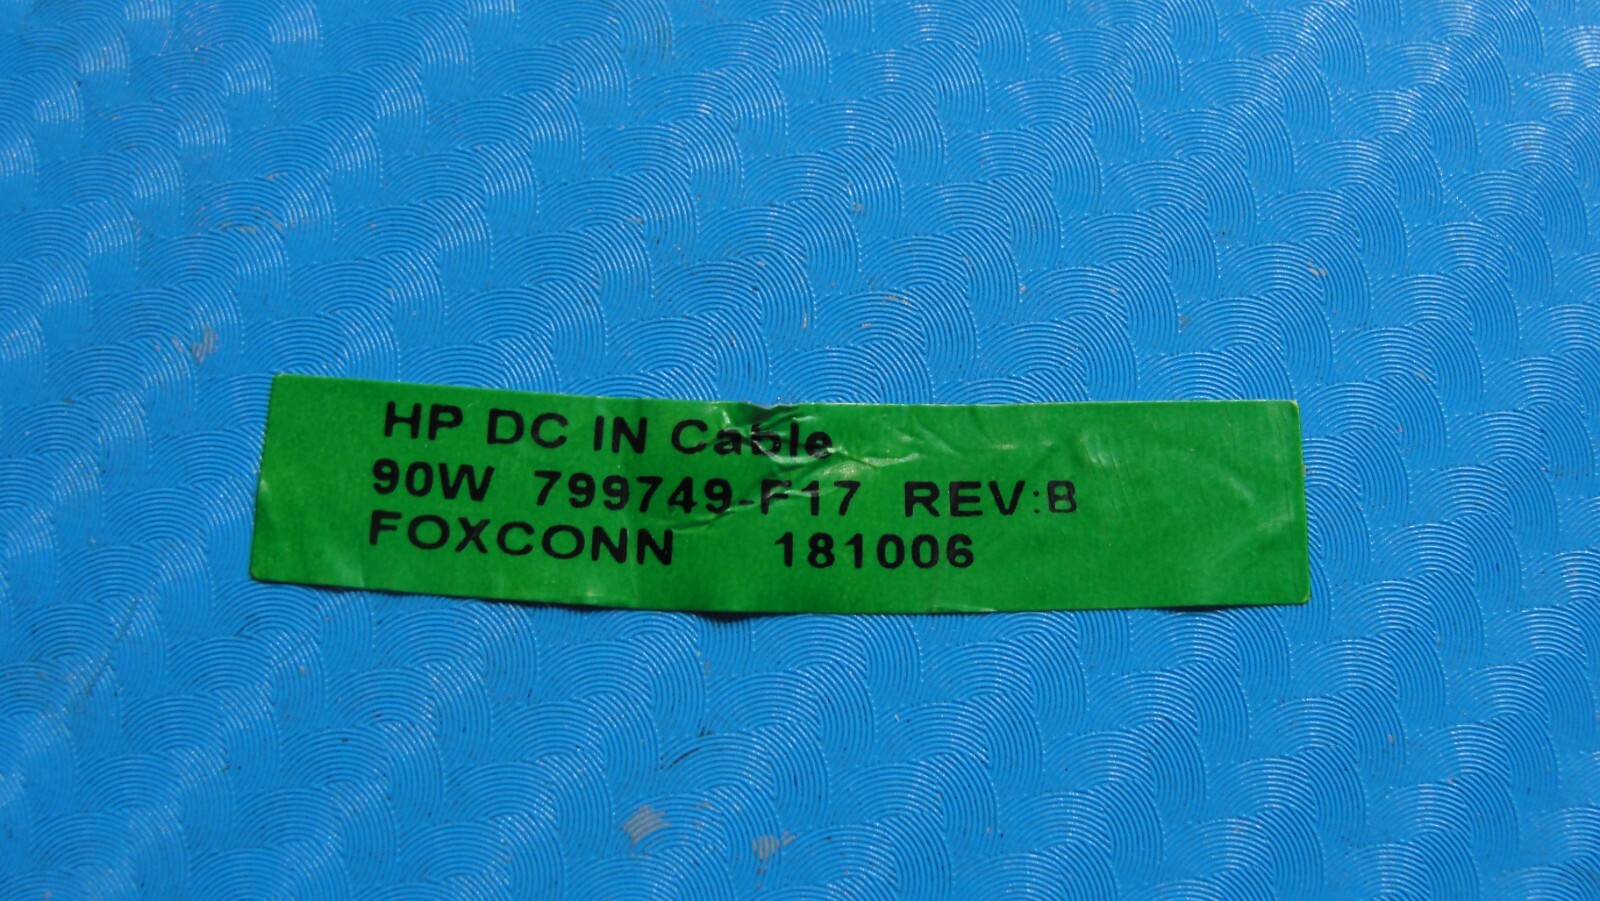 HP DC IN Cable
90W 799749-F17 REV:B
FOXCONN 181006